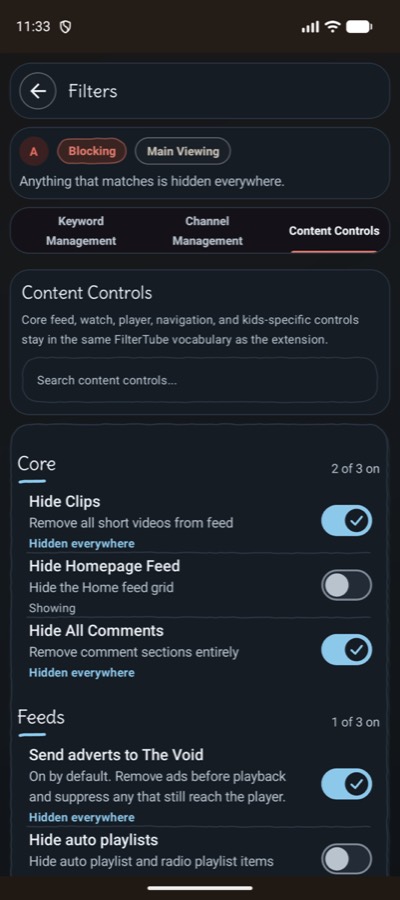 11:33
Filters
A
Blocking
Main Viewing
Anything that matches is hidden everywhere.
Keyword
Management
Channel
Management
Content Controls
Content Controls
Core feed, watch, player, navigation, and kids-specific controls
stay in the same FilterTube vocabulary as the extension.
Search content controls...
Core
2 of 3 on
Hide Clips
Remove all short videos from feed
Hidden everywhere
Hide Homepage Feed
Hide the Home feed grid
Showing
Hide All Comments
Remove comment sections entirely
Hidden everywhere
Feeds
1 of 3 on
Send adverts to The Void
On by default. Remove ads before playback
and suppress any that still reach the player.
Hidden everywhere
Hide auto playlists
Hide auto playlist and radio playlist items